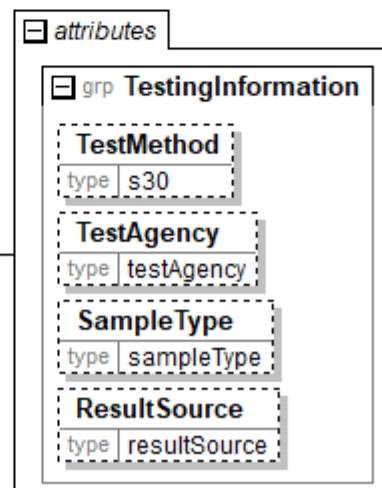 attributes
grp TestingInformation
TestMethod
type s30
TestAgency
type testAgency
SampleType
type sampleType
ResultSource
type resultSource